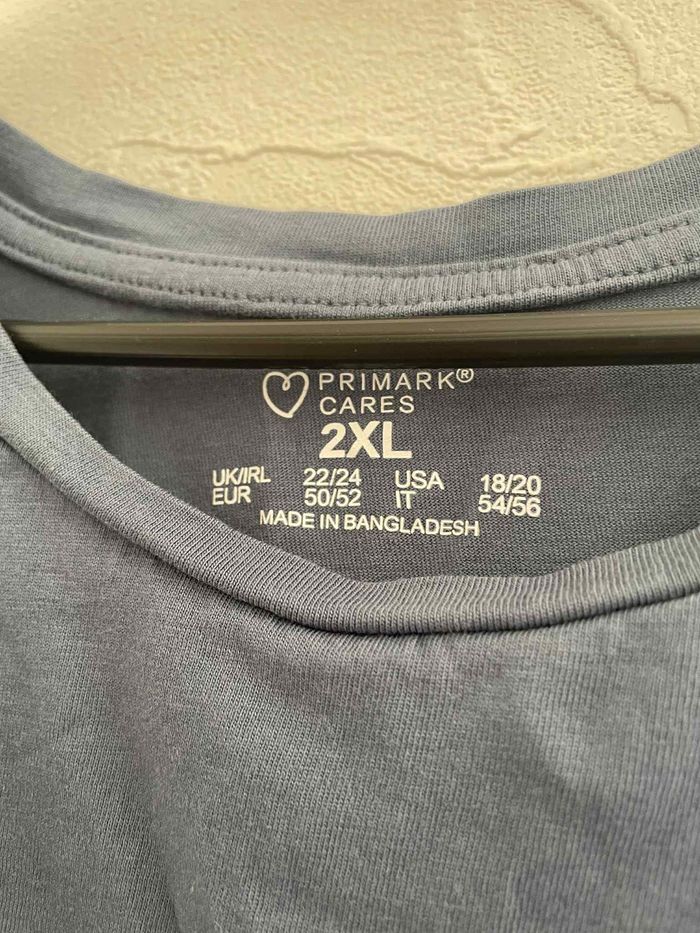 PRIMARK®
CARES
2XL
UK/IRL 22/24 USA 18/20
EUR 50/52 IT 54/56
MADE IN BANGLADESH